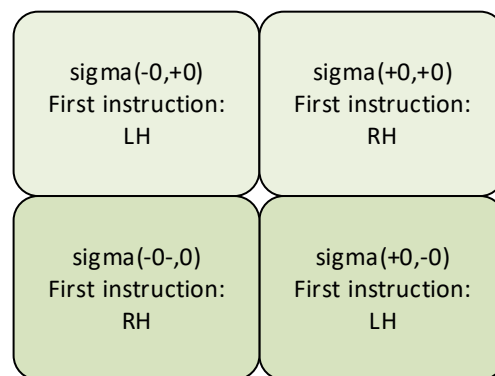 sigma(-0,+0)
First instruction:
LH
sigma(+0,+0)
First instruction:
RH
sigma(-0-,0)
First instruction:
RH
sigma(+0,-0)
First instruction:
LH